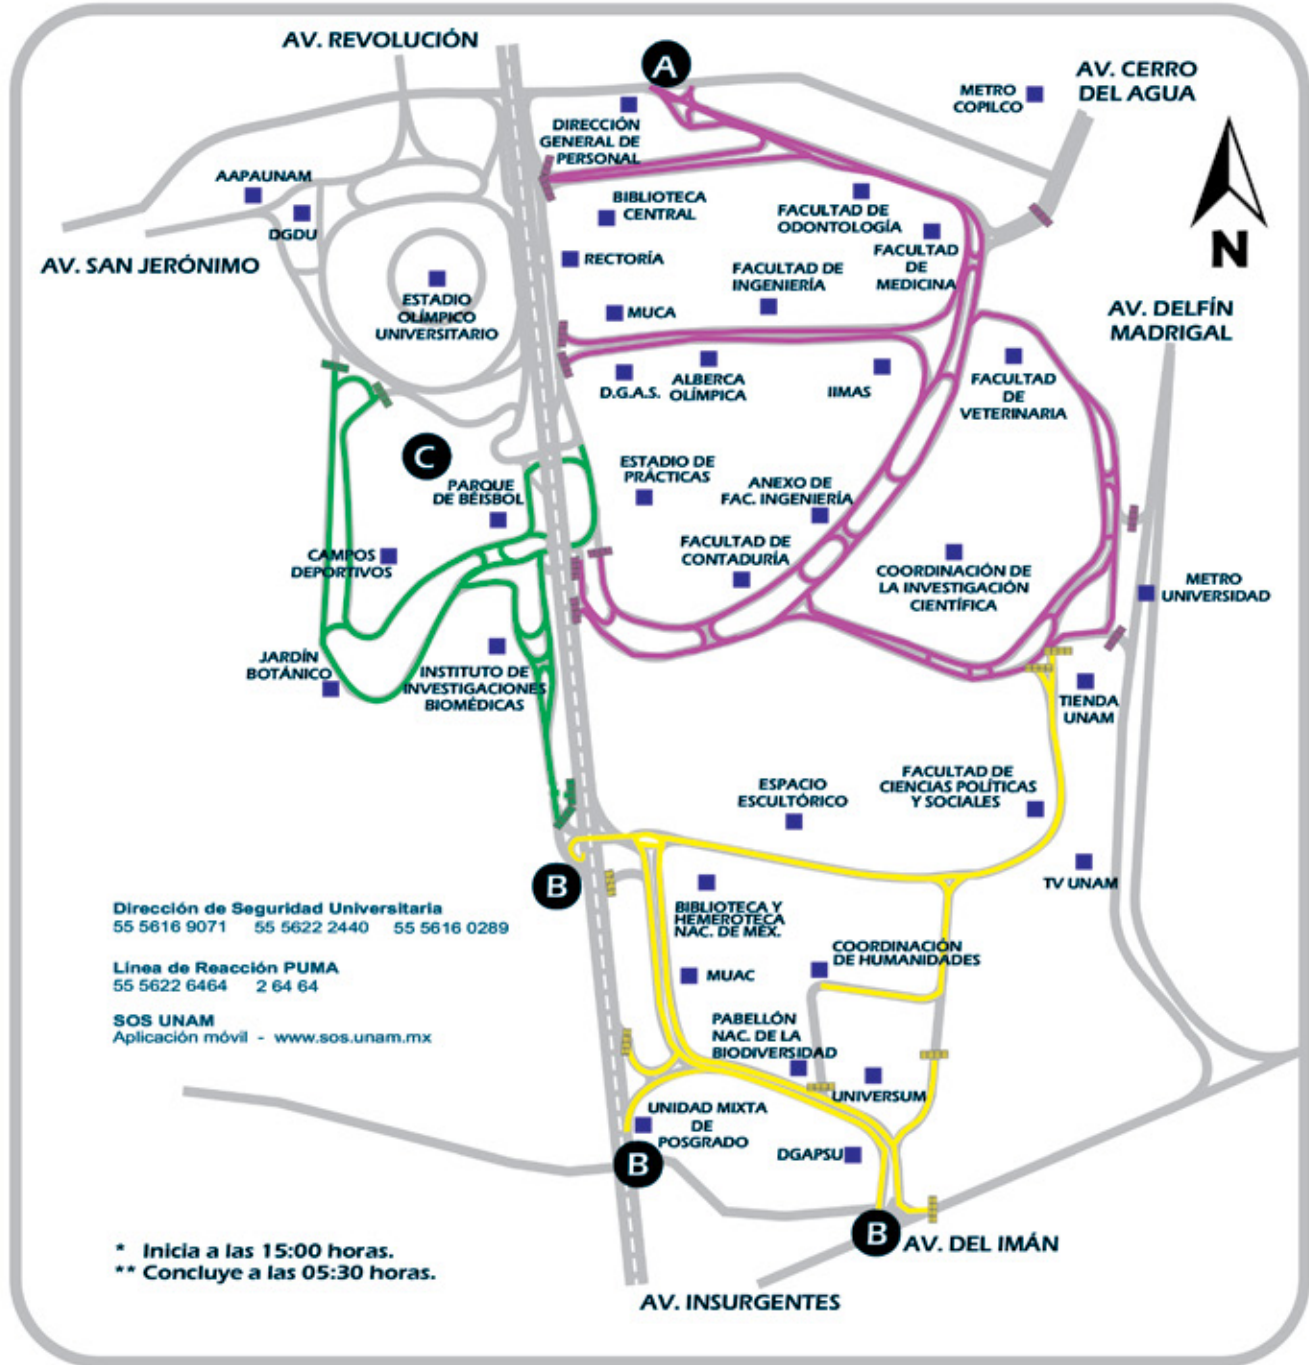 AV. REVOLUCIÓN
A
AV. CERRO
DEL AGUA
METRO
COPILCO
DIRECCIÓN
GENERAL DE
PERSONAL
AAPAUNAM
DGDU
BIBLIOTECA
CENTRAL
FACULTAD DE
ODONTOLOGÍA
FACULTAD
DE
MEDICINA
N
AV. SAN JERÓNIMO
RECTORÍA
FACULTAD DE
INGENIERÍA
ESTADIO
OLÍMPICO
UNIVERSITARIO
MUCA
AV. DELFÍN
MADRIGAL
D.G.A.S.
ALBERCA
OLÍMPICA
IIMAS
FACULTAD
DE
VETERINARIA
C
PARQUE
DE BÉISBOL
ESTADIO DE
PRÁCTICAS
ANEXO DE
FAC. INGENIERÍA
CAMPOS
DEPORTIVOS
FACULTAD DE
CONTADURÍA
COORDINACIÓN DE
LA INVESTIGACIÓN
CIENTÍFICA
METRO
UNIVERSIDAD
JARDÍN
BOTÁNICO
INSTITUTO DE
INVESTIGACIONES
BIOMÉDICAS
TIENDA
UNAM
ESPACIO
ESCULTÓRICO
FACULTAD DE
CIENCIAS POLÍTICAS
Y SOCIALES
B
TV UNAM
BIBLIOTECA Y
HEMEROTECA
NAC. DE MÉX.
Dirección de Seguridad Universitaria
55 5616 9071 55 5622 2440 55 5616 0289
COORDINACIÓN
DE HUMANIDADES
MUAC
Línea de Reacción PUMA
55 5622 6464 2 64 64
SOS UNAM
Aplicación móvil - www.sos.unam.mx
PABELLÓN
NAC. DE LA
BIODIVERSIDAD
UNIVERSUM
UNIDAD MIXTA
DE
POSGRADO
B
DGAPSU
B
AV. DEL IMÁN
* Inicia a las 15:00 horas.
** Concluye a las 05:30 horas.
AV. INSURGENTES